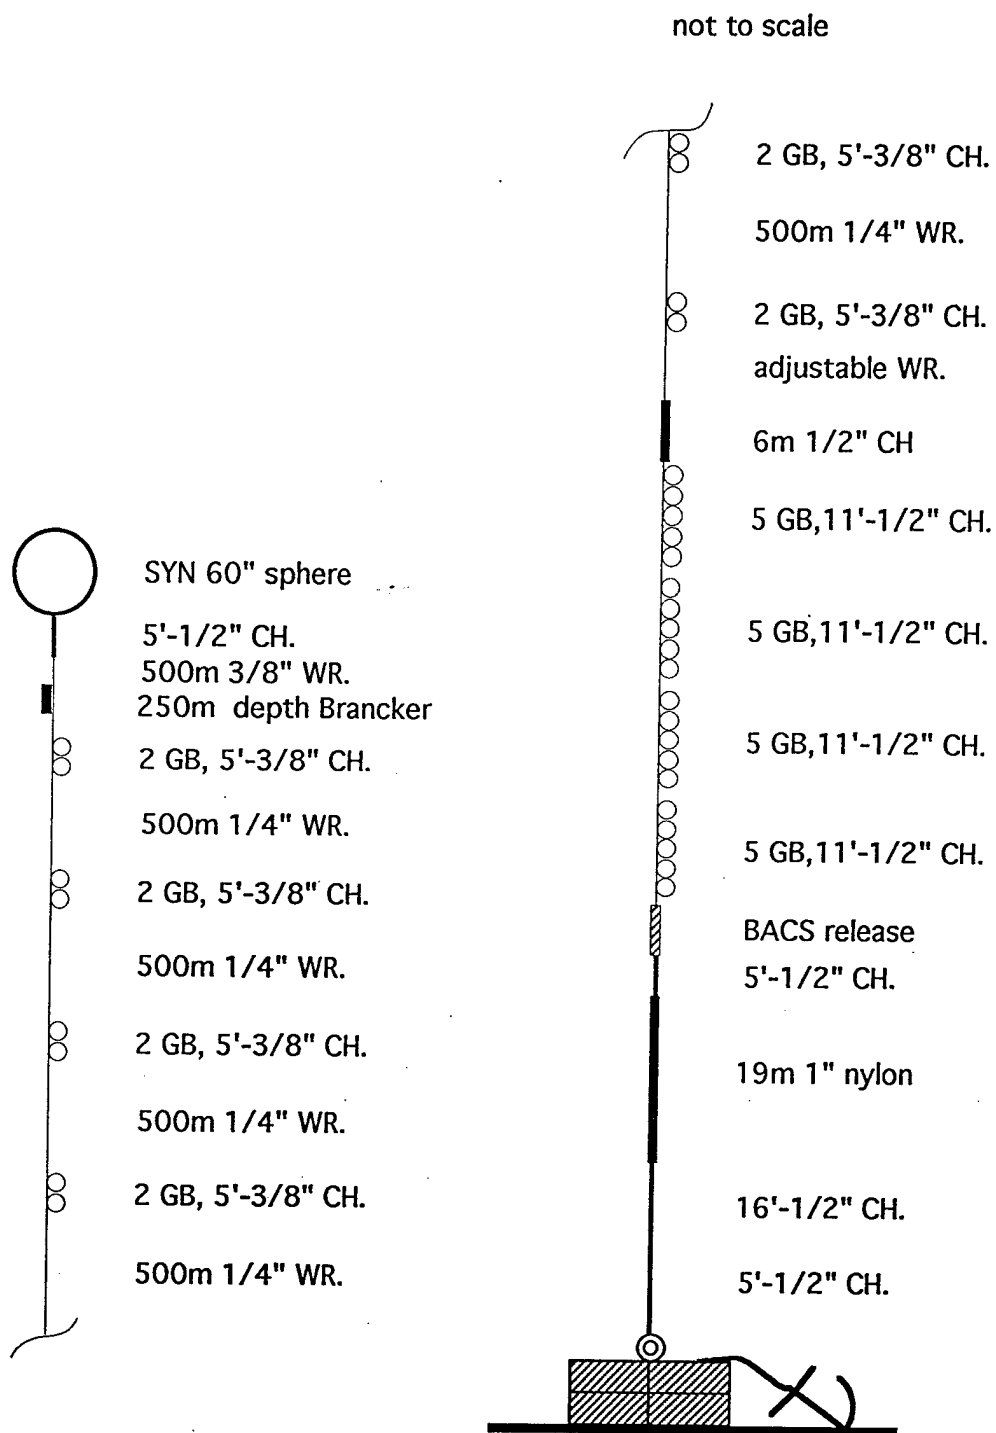 not to scale
SYN 60" sphere
5'-1/2" CH.
500m 3/8" WR.
250m depth Brancker
2 GB, 5'-3/8" CH.
500m 1/4" WR.
2 GB, 5'-3/8" CH.
500m 1/4" WR.
2 GB, 5'-3/8" CH.
500m 1/4" WR.
2 GB, 5'-3/8" CH.
500m 1/4" WR.
2 GB, 5'-3/8" CH.
500m 1/4" WR.
2 GB, 5'-3/8" CH.
adjustable WR.
6m 1/2" CH
5 GB,11'-1/2" CH.
5 GB,11'-1/2" CH.
5 GB,11'-1/2" CH.
5 GB,11'-1/2" CH.
BACS release
5'-1/2" CH.
19m 1" nylon
16'-1/2" CH.
5'-1/2" CH.